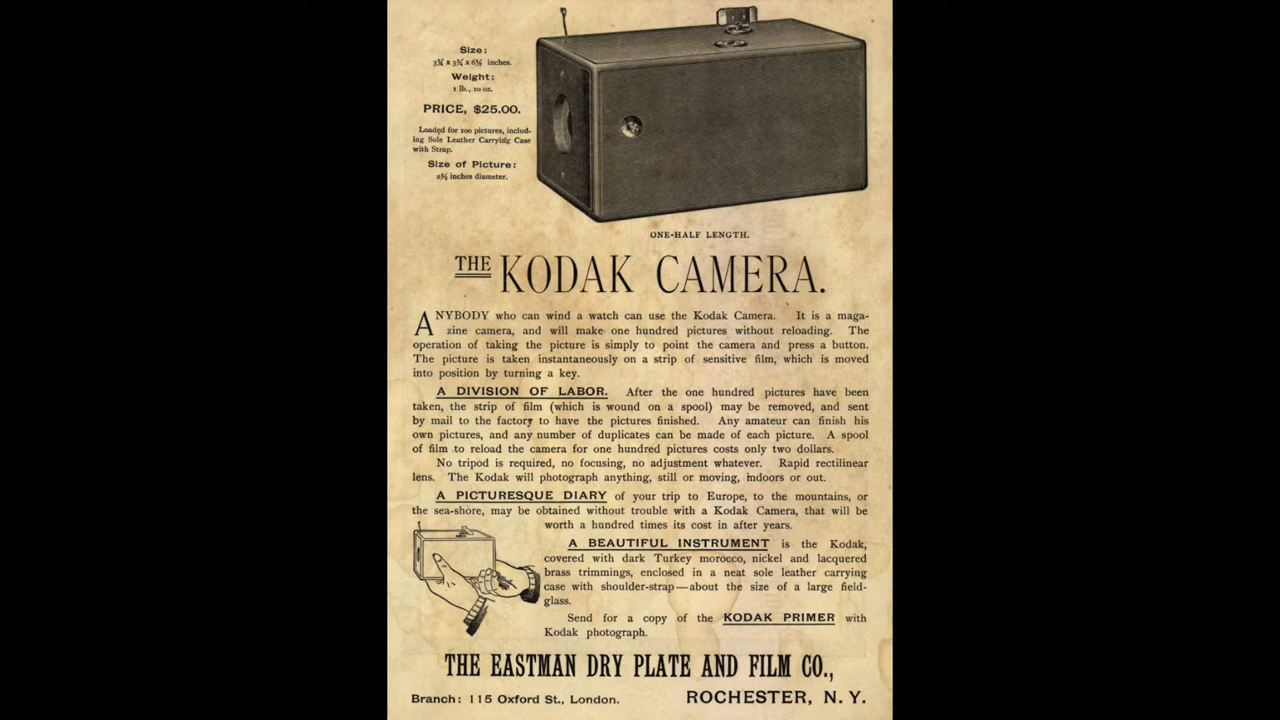 Size:
3¾ x 3¾ x 6½ inches.
Weight:
1 lb., 10 oz.
PRICE, $25.00.
Loaded for 100 pictures, includ-
ing Sole Leather Carrying Case
with Strap.
Size of Picture:
2½ inches diameter.
ONE-HALF LENGTH.
THE KODAK CAMERA.
ANYBODY who can wind a watch can use the Kodak Camera. It is a maga-
zine camera, and will make one hundred pictures without reloading. The
operation of taking the picture is simply to point the camera and press a button.
The picture is taken instantaneously on a strip of sensitive film, which is moved
into position by turning a key.
A DIVISION OF LABOR. After the one hundred pictures have been
taken, the strip of film (which is wound on a spool) may be removed, and sent
by mail to the factory to have the pictures finished. Any amateur can finish his
own pictures, and any number of duplicates can be made of each picture. A spool
of film to reload the camera for one hundred pictures costs only two dollars.
No tripod is required, no focusing, no adjustment whatever. Rapid rectilinear
lens. The Kodak will photograph anything, still or moving, indoors or out.
A PICTURESQUE DIARY of your trip to Europe, to the mountains, or
the sea-shore, may be obtained without trouble with a Kodak Camera, that will be
worth a hundred times its cost in after years.
A BEAUTIFUL INSTRUMENT is the Kodak,
covered with dark Turkey morocco, nickel and lacquered
brass trimmings, enclosed in a neat sole leather carrying
case with shoulder-strap—about the size of a large field-
glass.
Send for a copy of the KODAK PRIMER with
Kodak photograph.
THE EASTMAN DRY PLATE AND FILM CO.,
Branch: 115 Oxford St., London. ROCHESTER, N. Y.